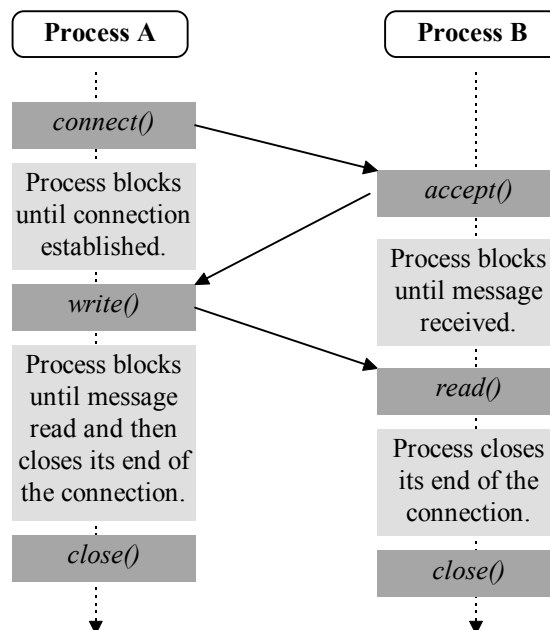 Process A
connect()
Process blocks
until connection
established.
write()
Process blocks
until message
read and then
closes its end of
the connection.
close()
Process B
accept()
Process blocks
until message
received.
read()
Process closes
its end of the
connection.
close()